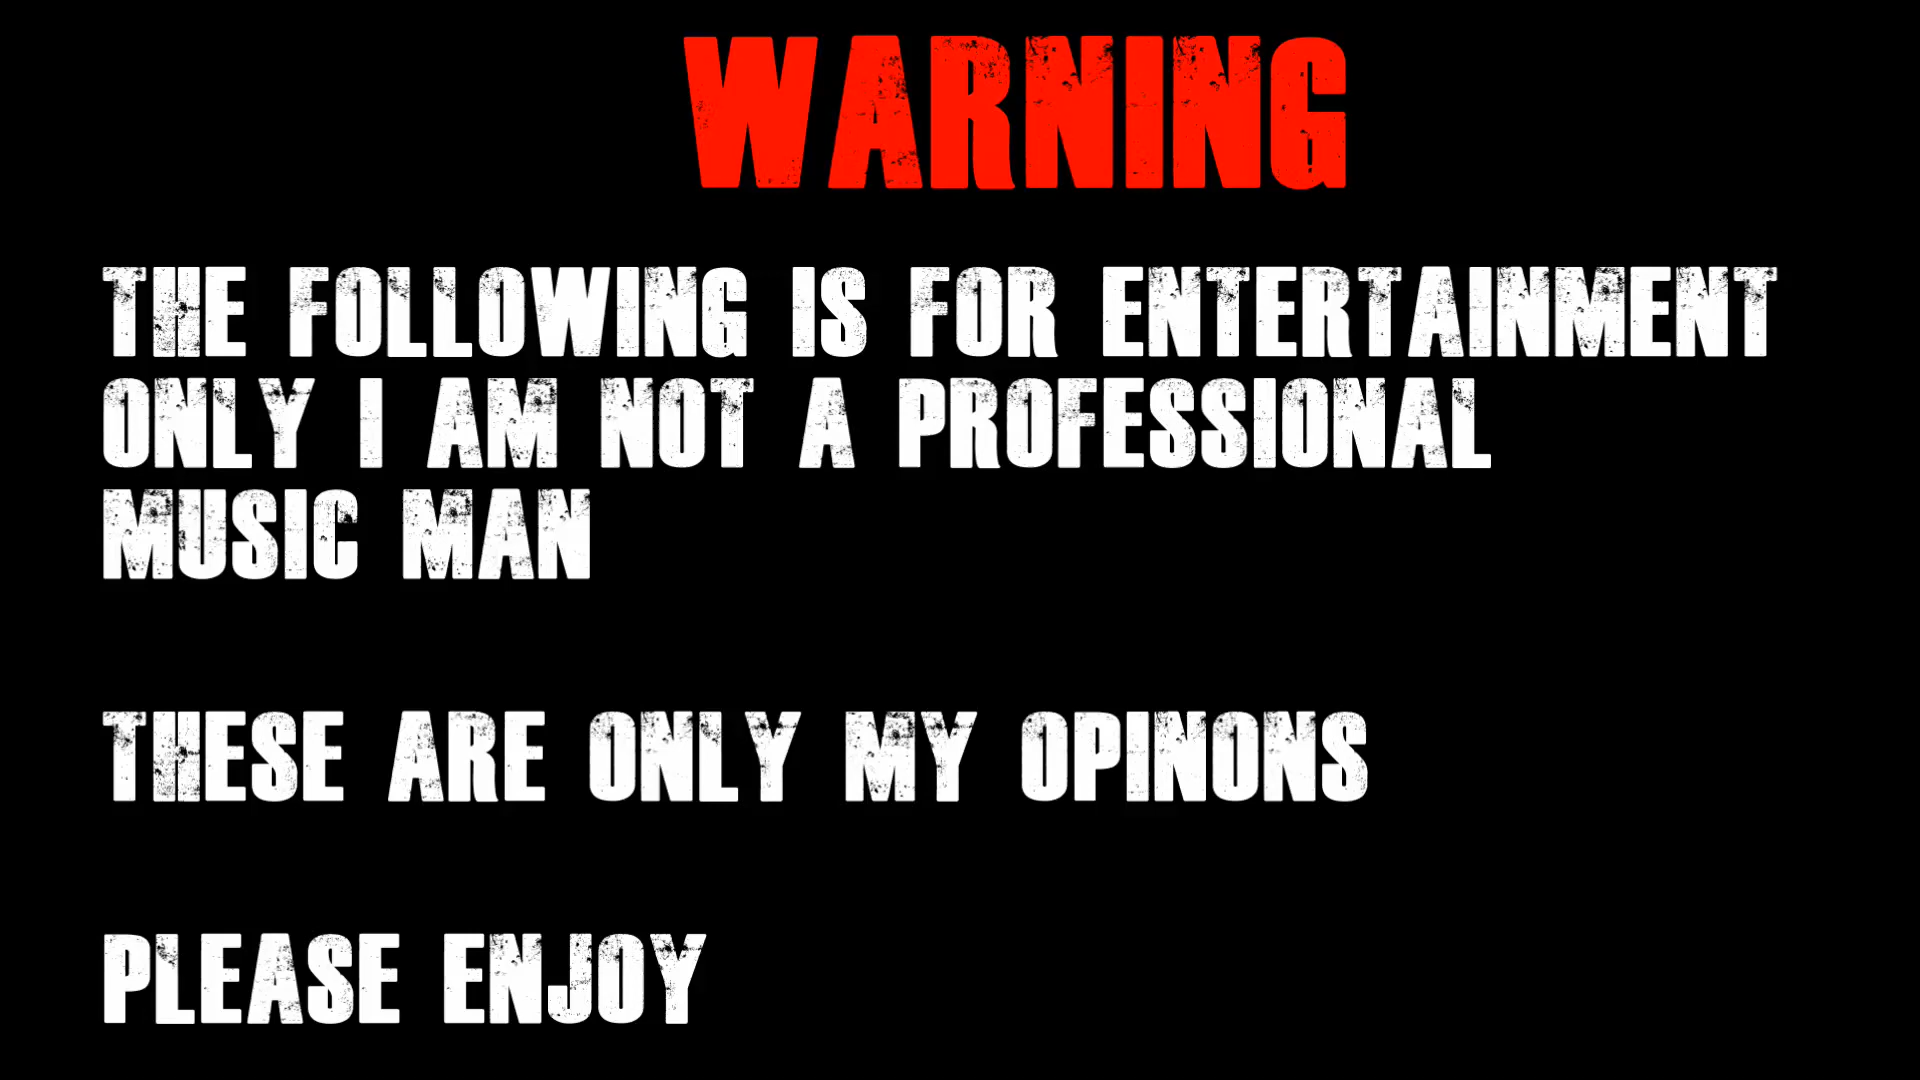 WARNING
THE FOLLOWING IS FOR ENTERTAINMENT
ONLY I AM NOT A PROFESSIONAL
MUSIC MAN
THESE ARE ONLY MY OPINONS
PLEASE ENJOY